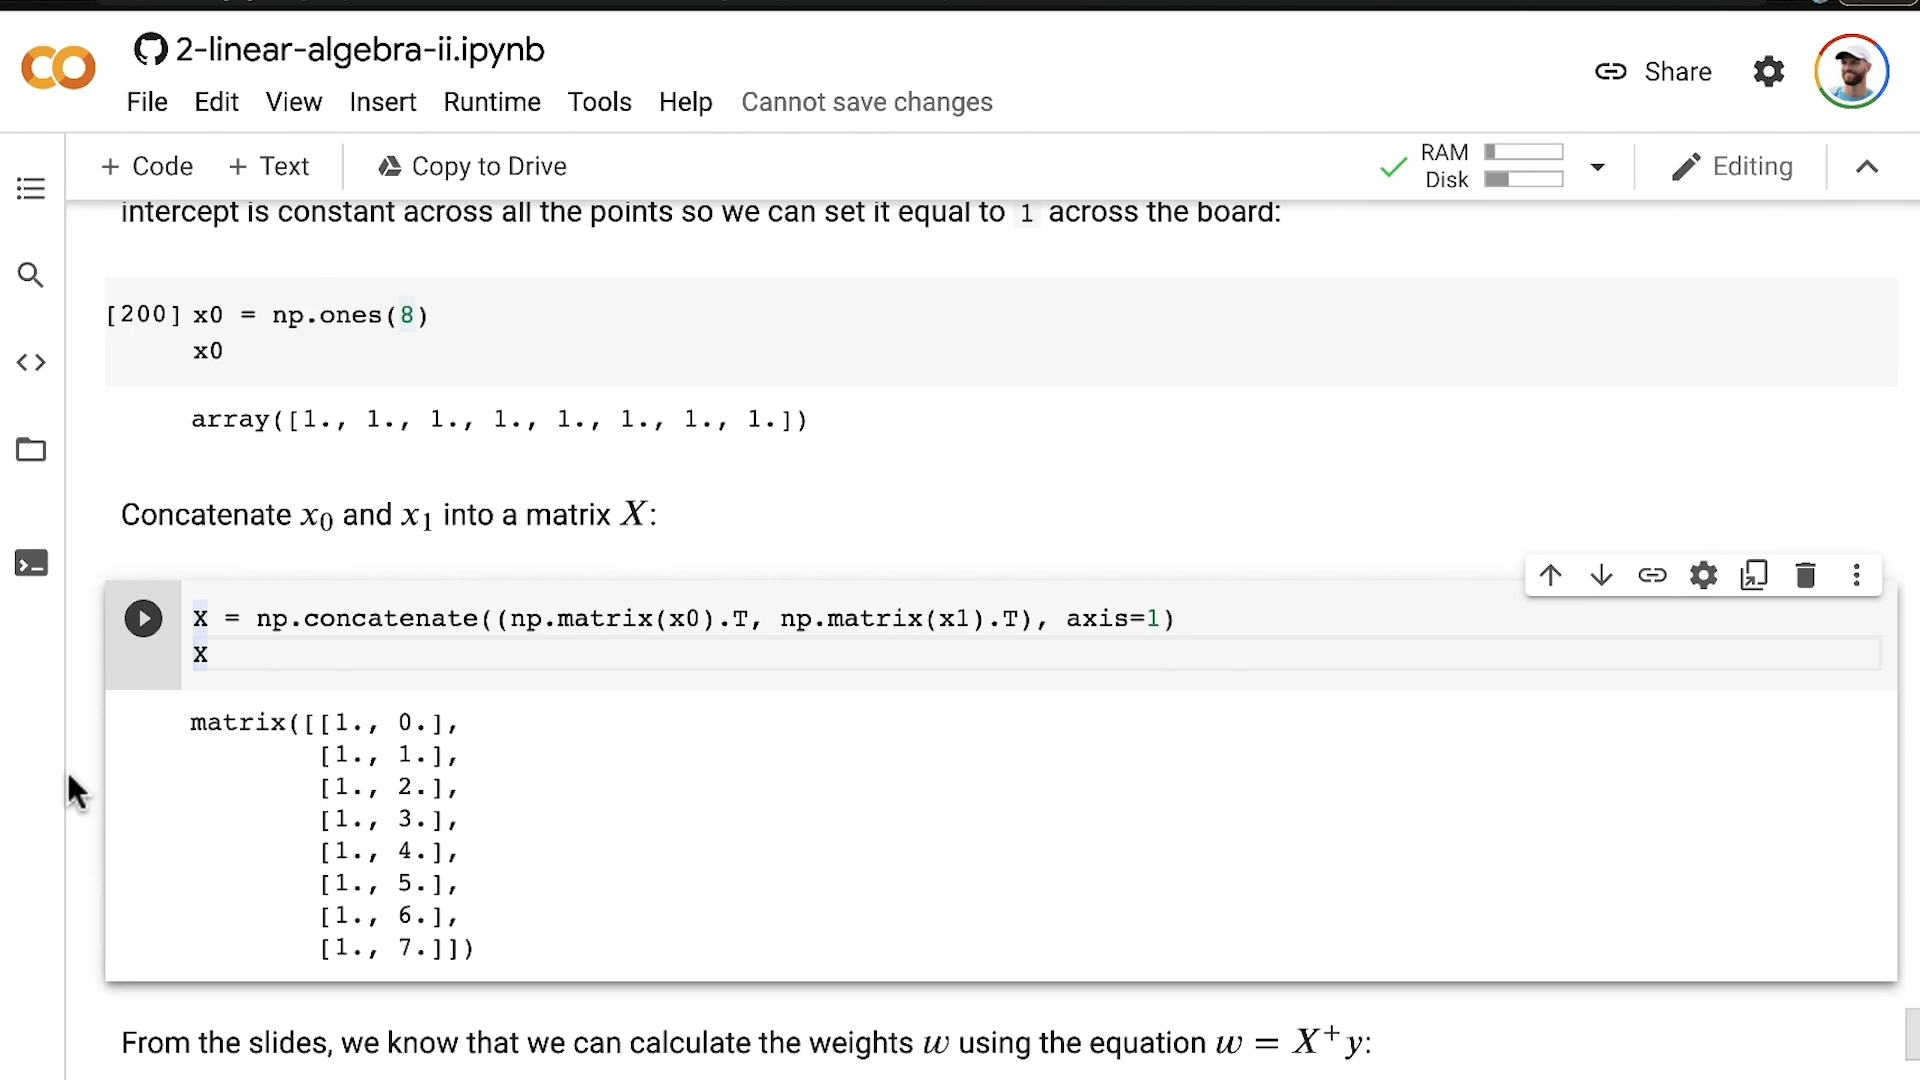 2-linear-algebra-ii.ipynb
Share
File Edit View Insert Runtime Tools Help Cannot save changes
+ Code + Text Copy to Drive
RAM
Disk
Editing
intercept is constant across all the points so we can set it equal to 1 across the board:
[200] x0 = np.ones(8)
x0
array([1., 1., 1., 1., 1., 1., 1., 1.])
Concatenate x₀ and x₁ into a matrix X:
X = np.concatenate((np.matrix(x0).T, np.matrix(x1).T), axis=1)
X
matrix([[1., 0.],
[1., 1.],
[1., 2.],
[1., 3.],
[1., 4.],
[1., 5.],
[1., 6.],
[1., 7.]])
From the slides, we know that we can calculate the weights w using the equation w = X⁺y: